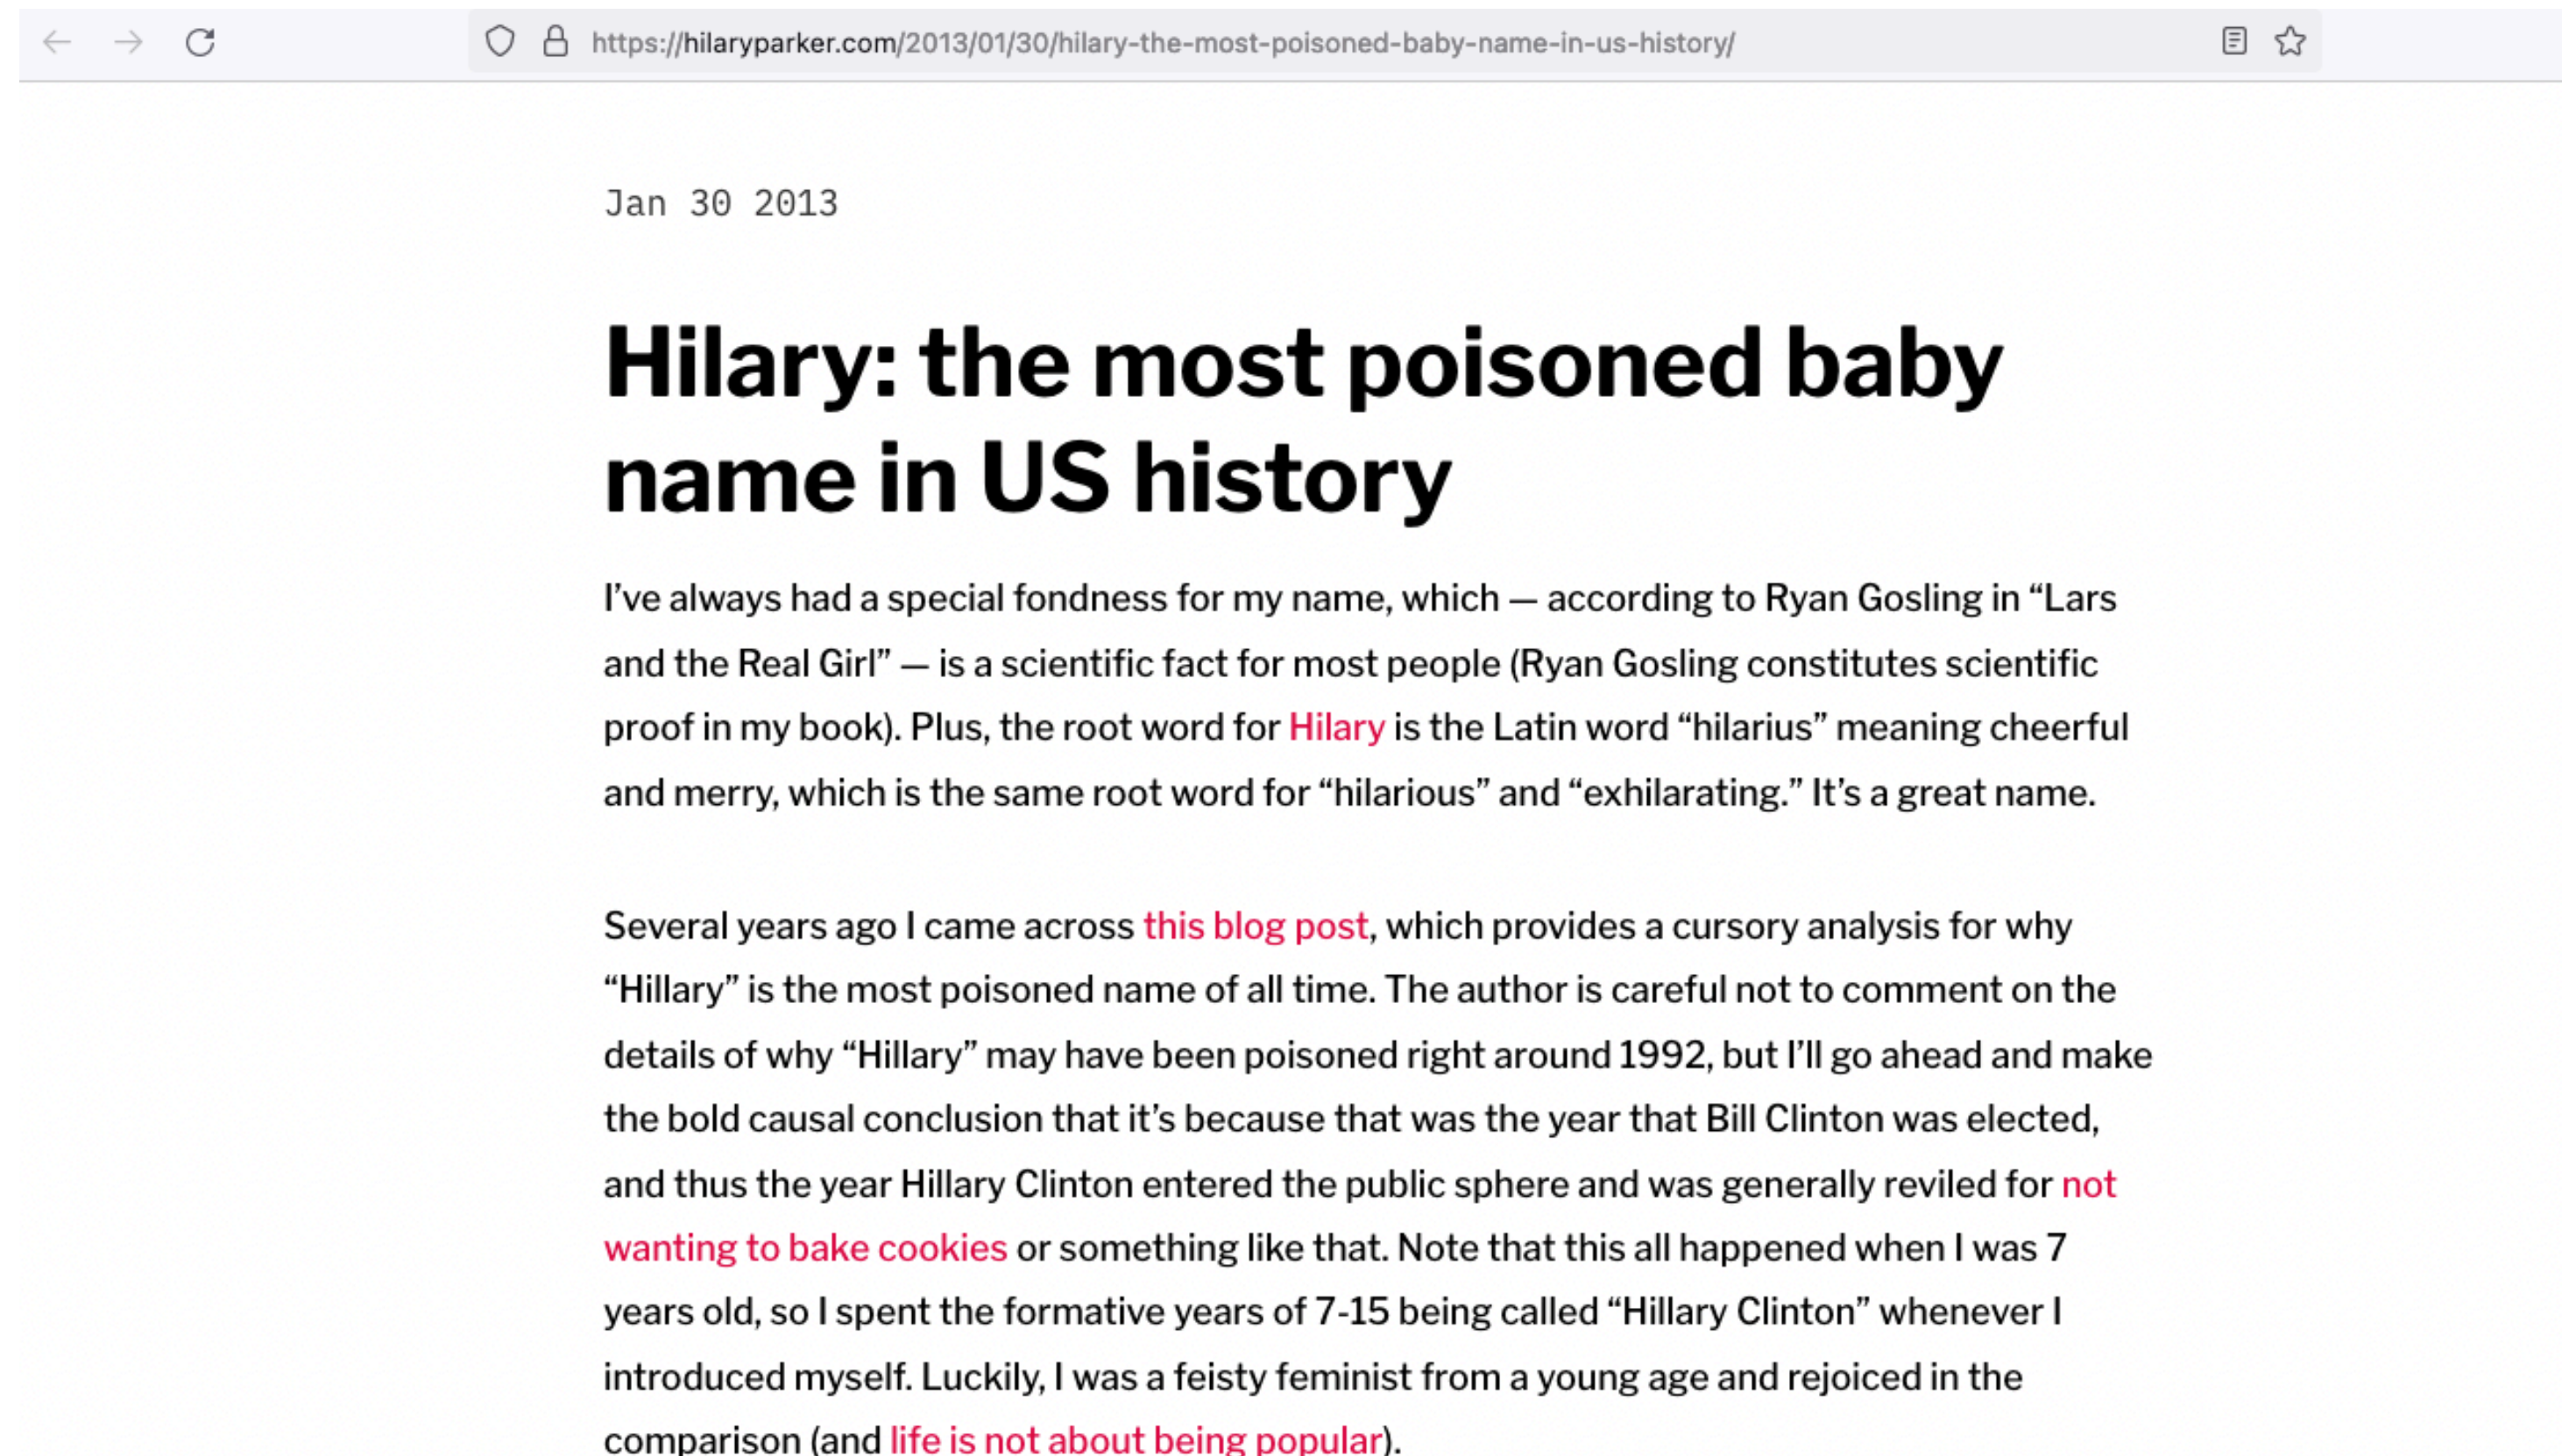 https://hilaryparker.com/2013/01/30/hilary-the-most-poisoned-baby-name-in-us-history/
Jan 30 2013
Hilary: the most poisoned baby
name in US history
I’ve always had a special fondness for my name, which — according to Ryan Gosling in “Lars
and the Real Girl” — is a scientific fact for most people (Ryan Gosling constitutes scientific
proof in my book). Plus, the root word for Hilary is the Latin word “hilarius” meaning cheerful
and merry, which is the same root word for “hilarious” and “exhilarating.” It’s a great name.
Several years ago I came across this blog post, which provides a cursory analysis for why
“Hillary” is the most poisoned name of all time. The author is careful not to comment on the
details of why “Hillary” may have been poisoned right around 1992, but I’ll go ahead and make
the bold causal conclusion that it’s because that was the year that Bill Clinton was elected,
and thus the year Hillary Clinton entered the public sphere and was generally reviled for not
wanting to bake cookies or something like that. Note that this all happened when I was 7
years old, so I spent the formative years of 7-15 being called “Hillary Clinton” whenever I
introduced myself. Luckily, I was a feisty feminist from a young age and rejoiced in the
comparison (and life is not about being popular).